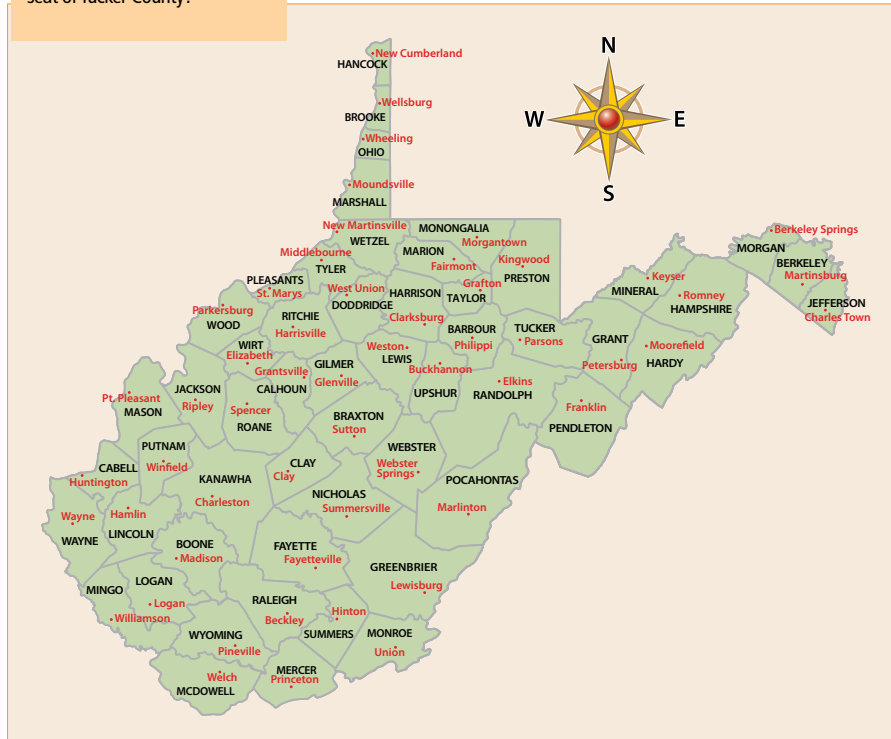 seat of Tucker County?
N
W
E
S
New Cumberland
HANCOCK
Wellsburg
BROOKE
Wheeling
OHIO
Moundsville
MARSHALL
New Martinsville
WETZEL
MONONGALIA
Morgantown
Middlebourne
TYLER
MARION
Fairmont
Kingwood
PRESTON
PLEASANTS
St. Marys
West Union
DODDRIDGE
HARRISON
Clarksburg
Grafton
TAYLOR
Parkersburg
WOOD
RITCHIE
Harrisville
BARBOUR
Philippi
TUCKER
Parsons
MINERAL
Keyser
Romney
HAMPSHIRE
MORGAN
Berkeley Springs
BERKELEY
Martinsburg
JEFFERSON
Charles Town
GRANT
Petersburg
Moorefield
HARDY
WIRT
Elizabeth
Grantsville
CALHOUN
GILMER
Glenville
Weston
LEWIS
Buckhannon
UPSHUR
Elkins
RANDOLPH
Franklin
PENDLETON
Pt. Pleasant
MASON
JACKSON
Ripley
Spencer
ROANE
BRAXTON
Sutton
WEBSTER
Webster
Springs
POCAHONTAS
Marlinton
PUTNAM
Winfield
CABELL
Huntington
KANAWHA
Charleston
CLAY
Clay
NICHOLAS
Summersville
Wayne
WAYNE
Hamlin
LINCOLN
BOONE
Madison
FAYETTE
Fayetteville
GREENBRIER
Lewisburg
MINGO
Williamson
LOGAN
Logan
RALEIGH
Beckley
Hinton
SUMMERS
MONROE
Union
WYOMING
Pineville
Welch
MCDOWELL
MERCER
Princeton